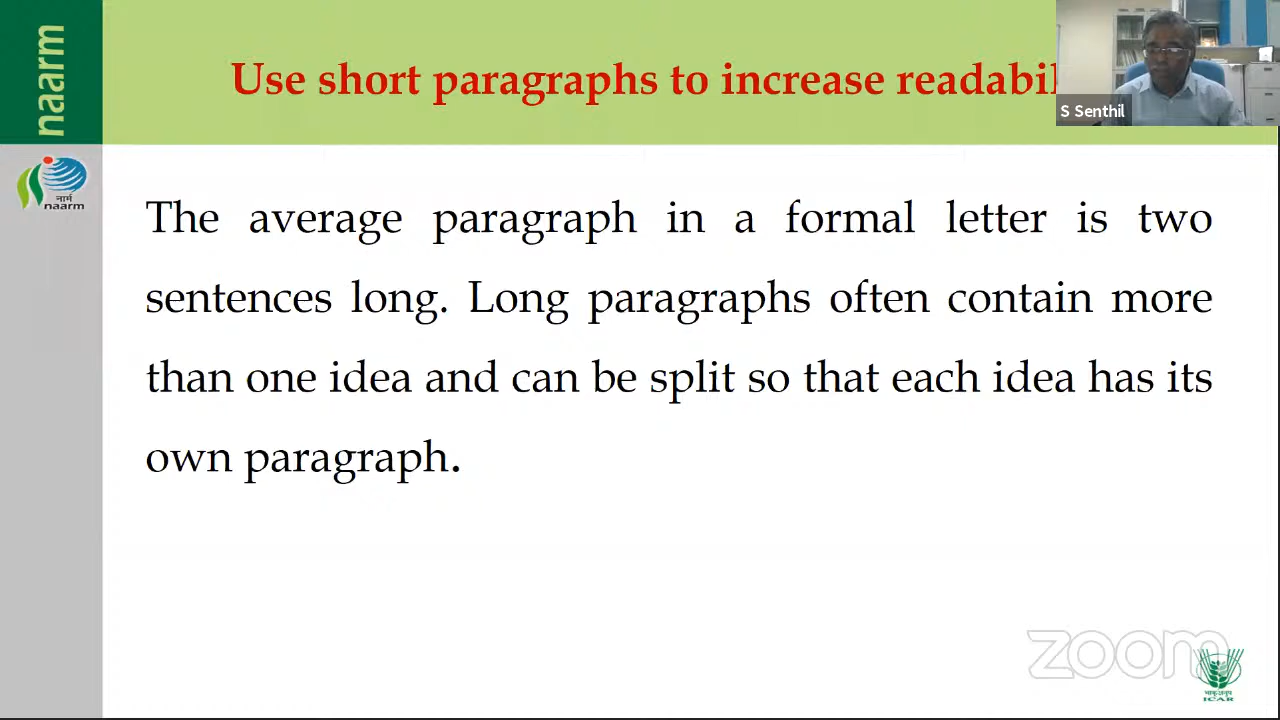 naarm
Use short paragraphs to increase readabil
S Senthil
नार्म
naarm
The average paragraph in a formal letter is two
sentences long. Long paragraphs often contain more
than one idea and can be split so that each idea has its
own paragraph.
zoom
भाकृअनुप
ICAR